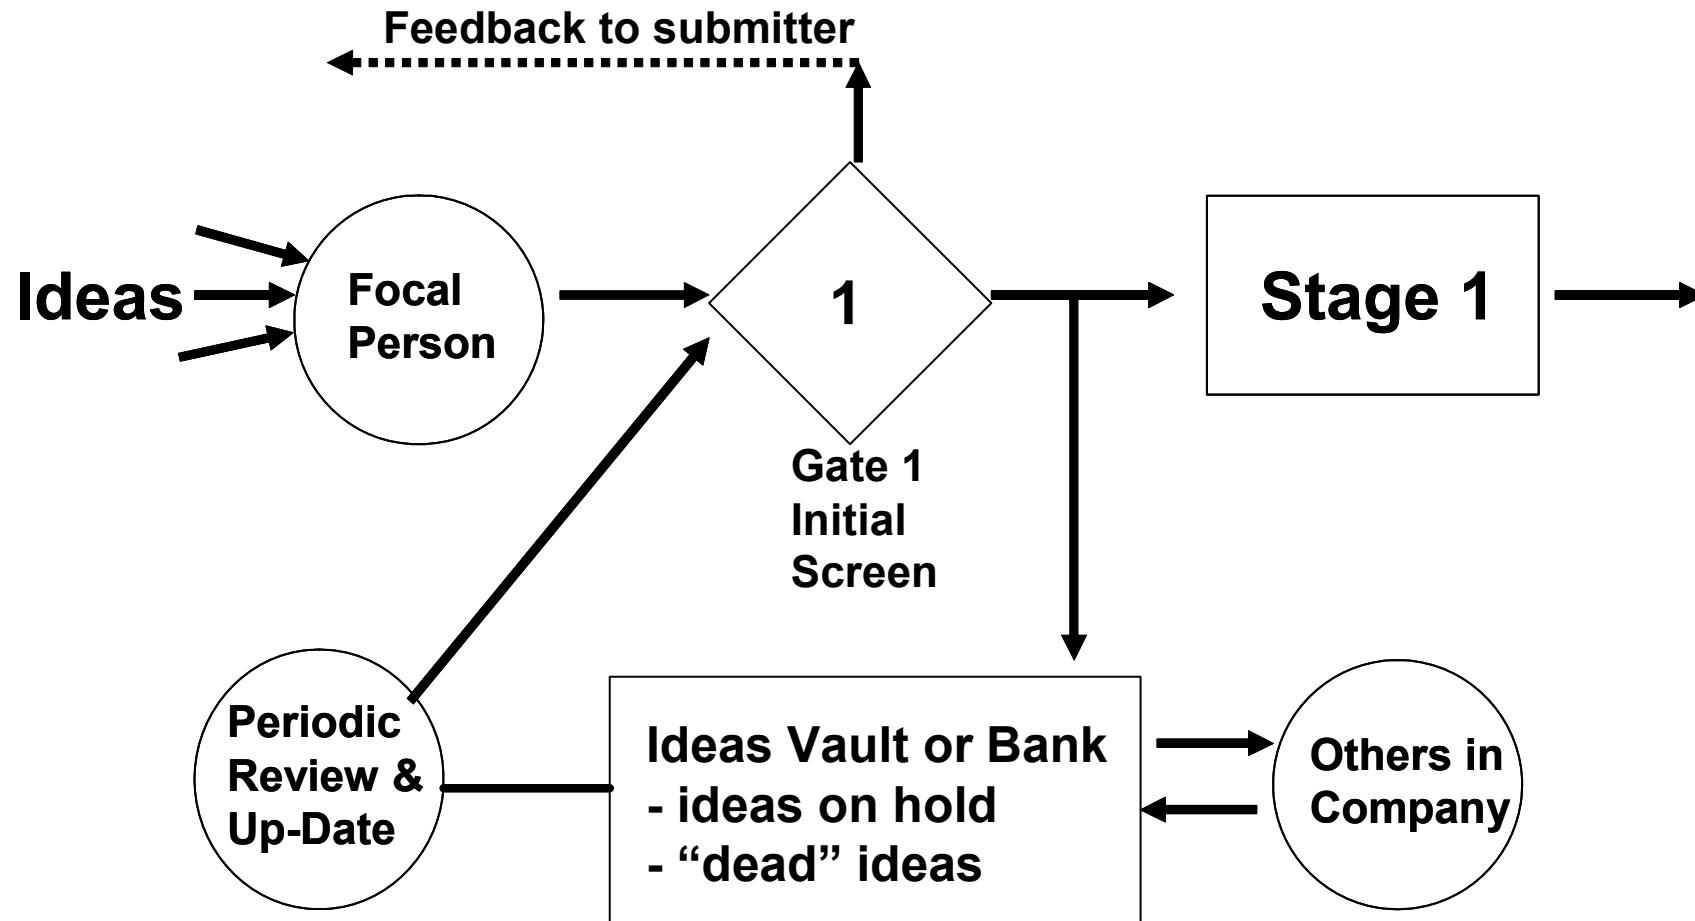 Feedback to submitter
Ideas
Focal
Person
1
Stage 1
Gate 1
Initial
Screen
Periodic
Review &
Up-Date
Ideas Vault or Bank
- ideas on hold
- “dead” ideas
Others in
Company